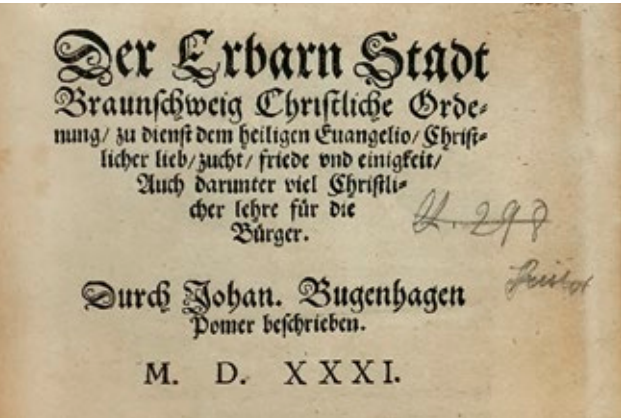 Der Erbarn Stadt
Braunschweig Christliche Orde-
nung/ zu dienst dem heiligen Euangelio/ Christ-
licher lieb/ zucht/ friede vnd einigkeit/
Auch darunter viel Christli-
cher lehre für die
Bürger.
298
Durch Johan. Bugenhagen
Pomer beschrieben.
M. D. XXXI.